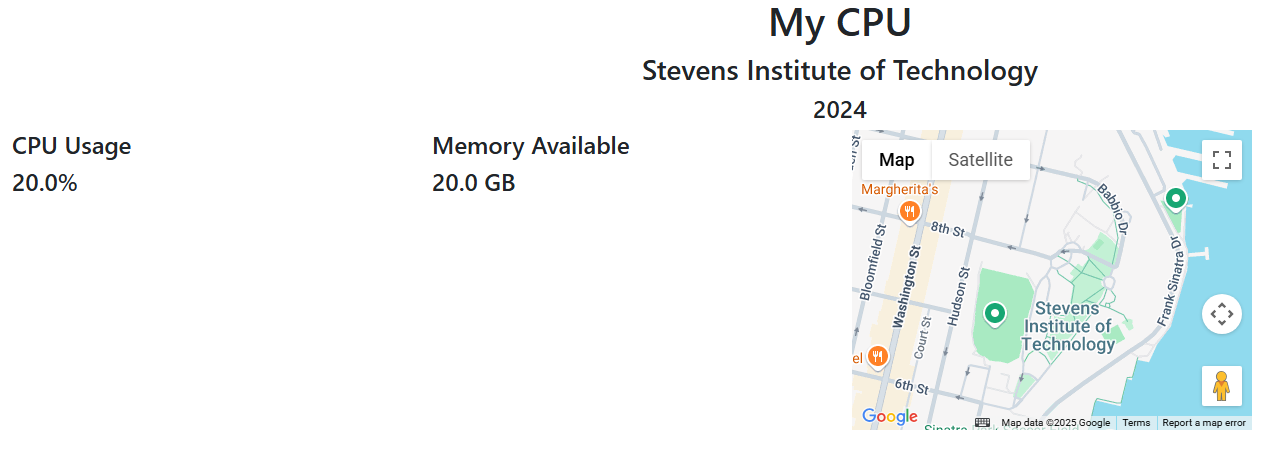 My CPU
Stevens Institute of Technology
2024
CPU Usage
20.0%
Memory Available
20.0 GB
Map
Satellite
Margherita's
8th St
Babbio Dr
Bloomfield St
Washington St
Hudson St
Court St
Frank Sinatra Dr
Stevens
Institute of
Technology
el
6th St
Google
Map data ©2025 Google
Terms
Report a map error